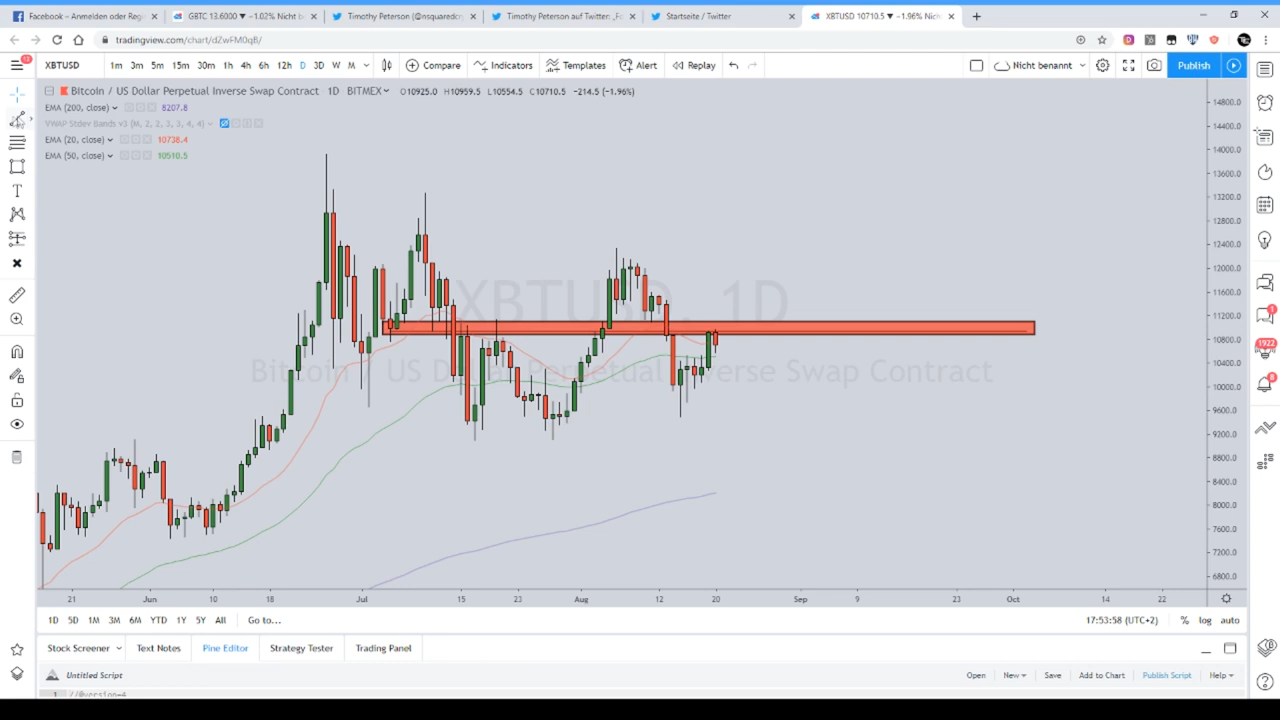 Facebook – Anmelden oder Reg
GBTC 13.6000 ▼ −1.02% Nicht b
Timothy Peterson (@nsquaredcr
Timothy Peterson auf Twitter: „Fo
Startseite / Twitter
XBTUSD 10710.5 ▼ −1.96% Nich
tradingview.com/chart/dZwFM0qB/
XBTUSD 1m 3m 5m 15m 30m 1h 4h 6h 12h D 3D W M Compare Indicators Templates Alert Replay Nicht benannt Publish
Bitcoin / US Dollar Perpetual Inverse Swap Contract 1D BITMEX O10925.0 H10959.5 L10554.5 C10710.5 −214.5 (−1.96%)
EMA (200, close) 8207.8
VWAP Stdev Bands v3 (M, 2, 2, 3, 3, 4, 4)
EMA (20, close) 10738.4
EMA (50, close) 10510.5
XBTUSD, 1D
Bitcoin / US Dollar Perpetual Inverse Swap Contract
14800.0
14400.0
14000.0
13600.0
13200.0
12800.0
12400.0
12000.0
11600.0
11200.0
10800.0
10400.0
10000.0
9600.0
9200.0
8800.0
8400.0
8000.0
7600.0
7200.0
6800.0
1922
21 Jun 10 18 Jul 15 23 Aug 12 20 Sep 9 23 Oct 14 22
1D 5D 1M 3M 6M YTD 1Y 5Y All Go to... 17:53:58 (UTC+2) % log auto
Stock Screener Text Notes Pine Editor Strategy Tester Trading Panel
Untitled Script Open New Save Add to Chart Publish Script Help
1 //@version=4